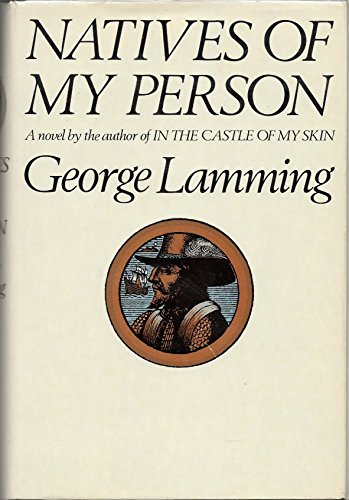 NATIVES OF
MY PERSON
A novel by the author of IN THE CASTLE OF MY SKIN
George Lamming